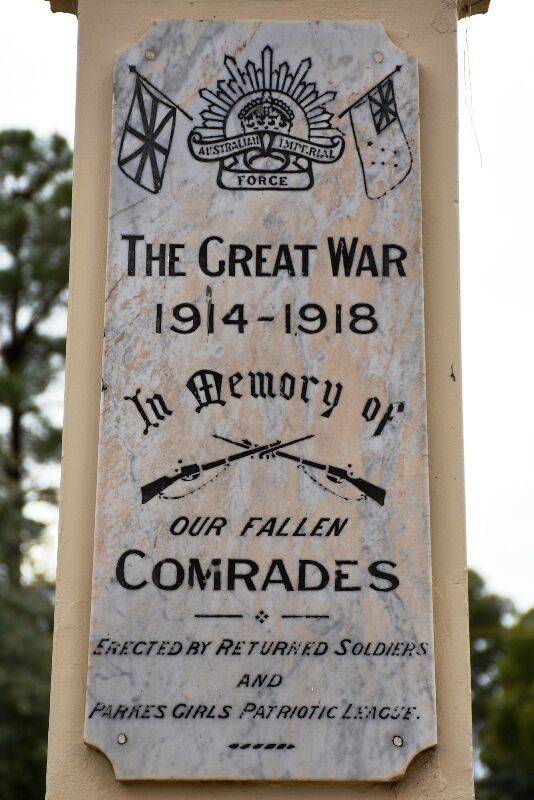 AUSTRALIAN IMPERIAL
FORCE
THE GREAT WAR
1914-1918
In Memory of
OUR FALLEN
COMRADES
ERECTED BY RETURNED SOLDIERS
AND
PARKES GIRLS PATRIOTIC LEAGUE.